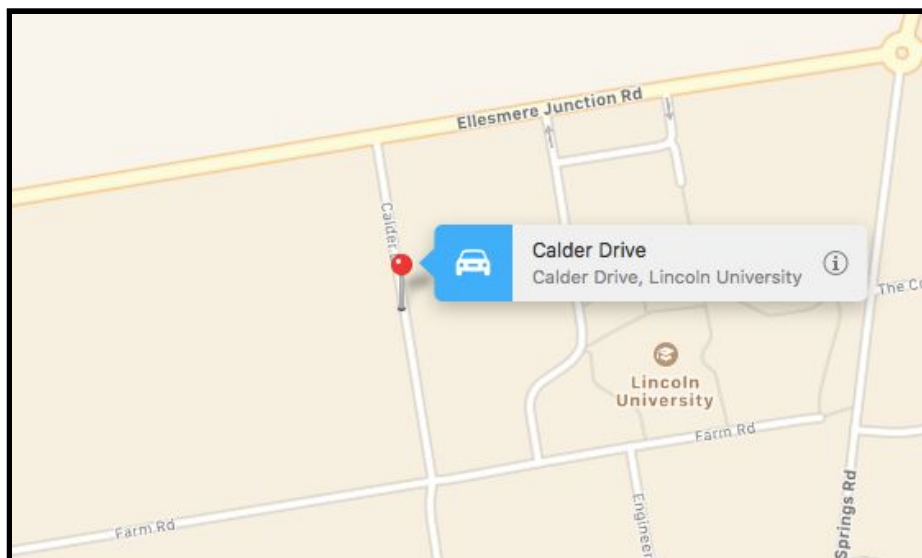 Ellesmere Junction Rd
Calder
Calder Drive
Calder Drive, Lincoln University
The
Lincoln
University
Farm Rd
Farm Rd
Engineer
Springs Rd